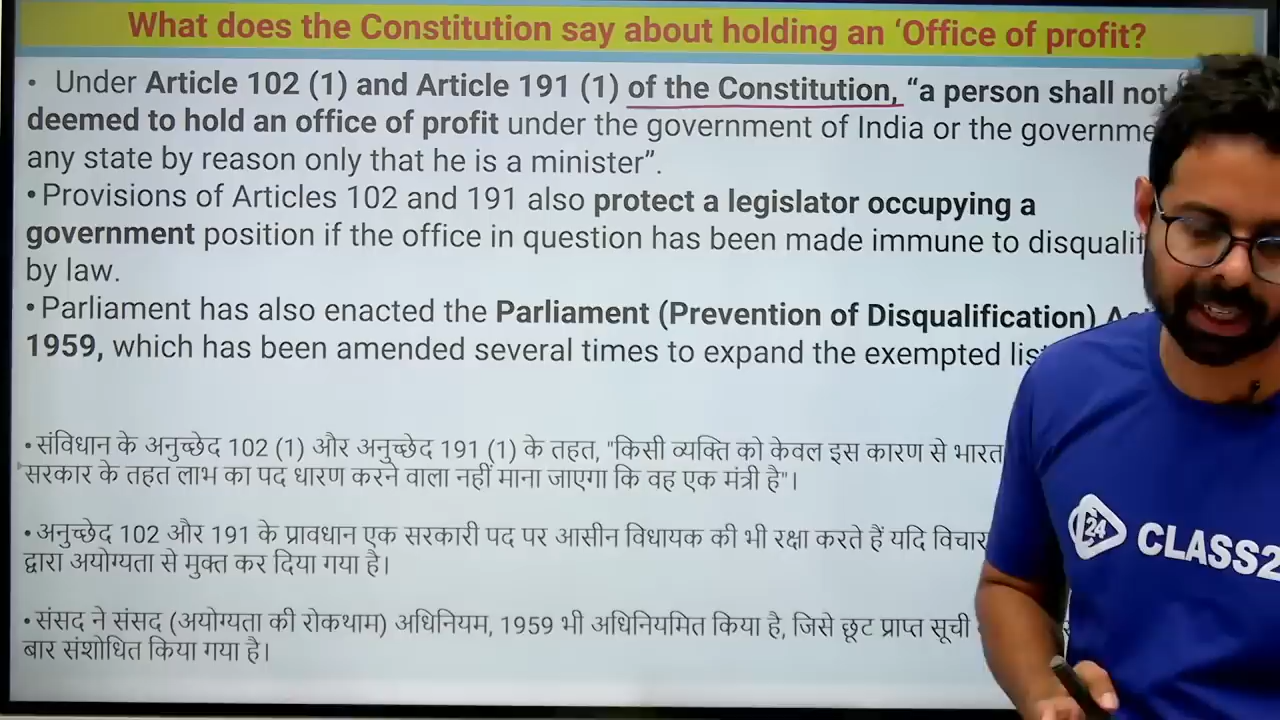 What does the Constitution say about holding an ‘Office of profit?
• Under Article 102 (1) and Article 191 (1) of the Constitution, “a person shall not
deemed to hold an office of profit under the government of India or the
any state by reason only that he is a minister”.
• Provisions of Articles 102 and 191 also protect a legislator occupying a
government position if the office in question has been made immune to
by law.
• Parliament has also enacted the Parliament (Prevention of Disqualification)
1959, which has been amended several times to expand the exempted
• संविधान के अनुच्छेद 102 (1) और अनुच्छेद 191 (1) के तहत, "किसी व्यक्ति को केवल इस कारण से भारत
सरकार के तहत लाभ का पद धारण करने वाला नहीं माना जाएगा कि वह एक मंत्री है"।
• अनुच्छेद 102 और 191 के प्रावधान एक सरकारी पद पर आसीन विधायक की भी रक्षा करते हैं यदि
द्वारा अयोग्यता से मुक्त कर दिया गया है।
• संसद ने संसद (अयोग्यता की रोकथाम) अधिनियम, 1959 भी अधिनियमित किया है, जिसे छूट प्राप्त सूची
बार संशोधित किया गया है।
24
CLASS2